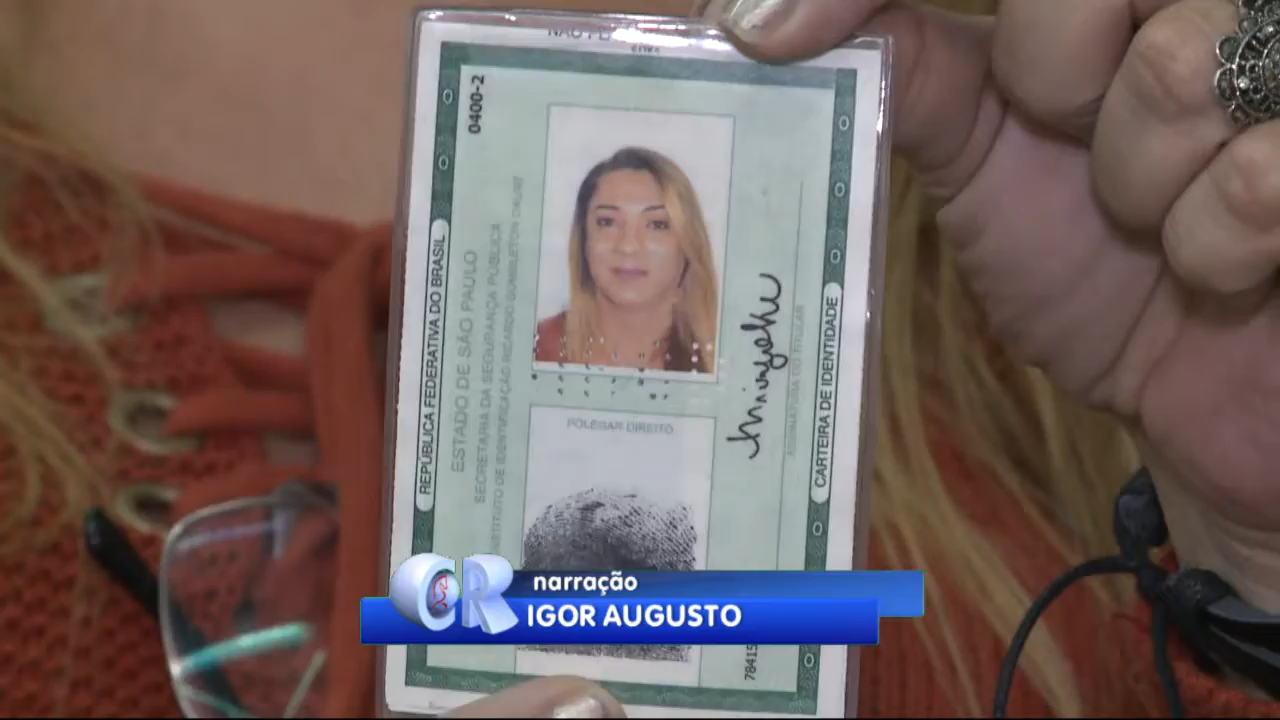 0400-2
REPÚBLICA FEDERATIVA DO BRASIL
ESTADO DE SÃO PAULO
SECRETARIA DA SEGURANÇA PÚBLICA
DE IDENTIFICAÇÃO RICARDO GUMBLETON DAUNT
POLEGAR DIREITO
ASSINATURA DO TITULAR
CARTEIRA DE IDENTIDADE
CR
narração
IGOR AUGUSTO